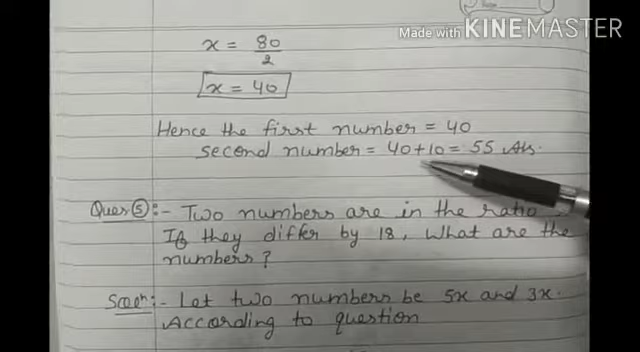 Made with KINEMASTER
x = 80/2
x = 40
Hence the first number = 40
second number = 40+10 = 55 Ans.
Ques (5):- Two numbers are in the ratio
If they differ by 18, What are the
numbers?
Soln:- Let two numbers be 5x and 3x.
According to question